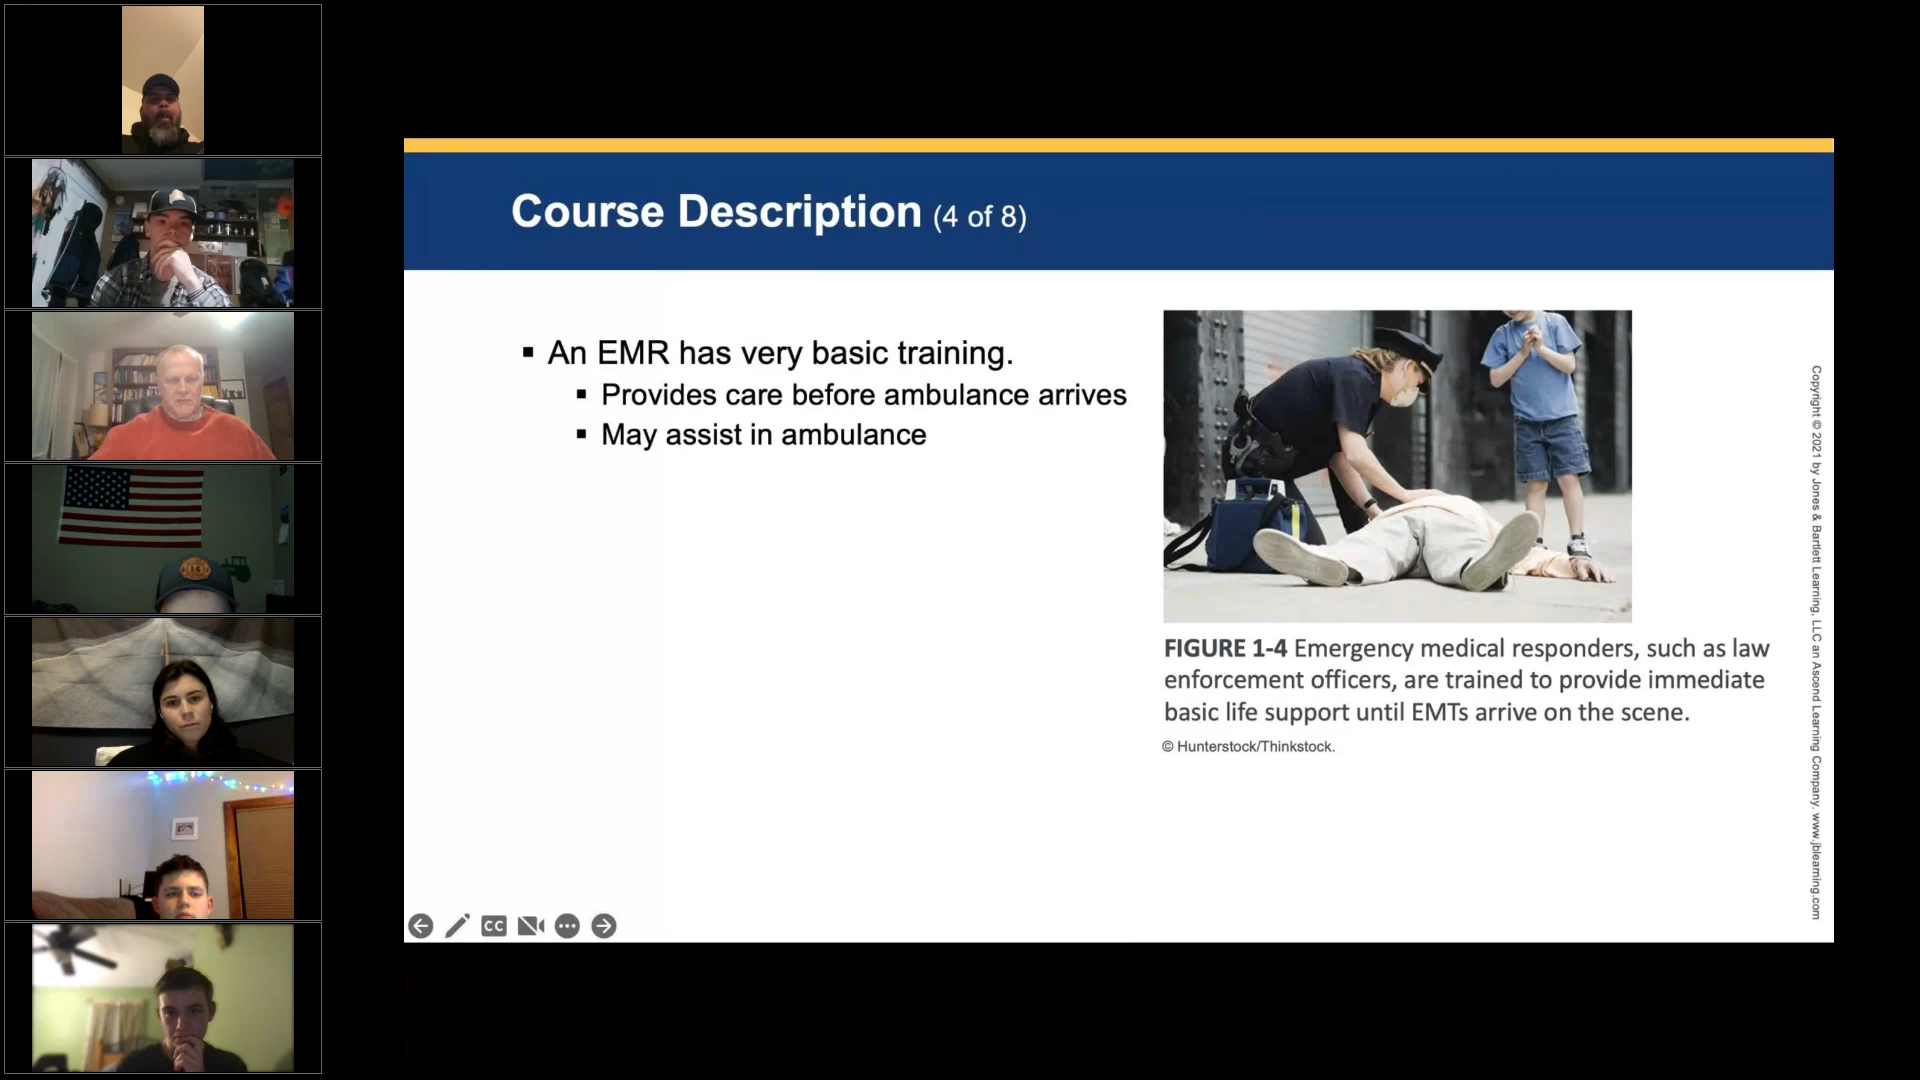 Course Description (4 of 8)
▪ An EMR has very basic training.
▪ Provides care before ambulance arrives
▪ May assist in ambulance
FIGURE 1-4 Emergency medical responders, such as law
enforcement officers, are trained to provide immediate
basic life support until EMTs arrive on the scene.
© Hunterstock/Thinkstock.
Copyright © 2021 by Jones & Bartlett Learning, LLC an Ascend Learning Company. www.jblearning.com
CC
14